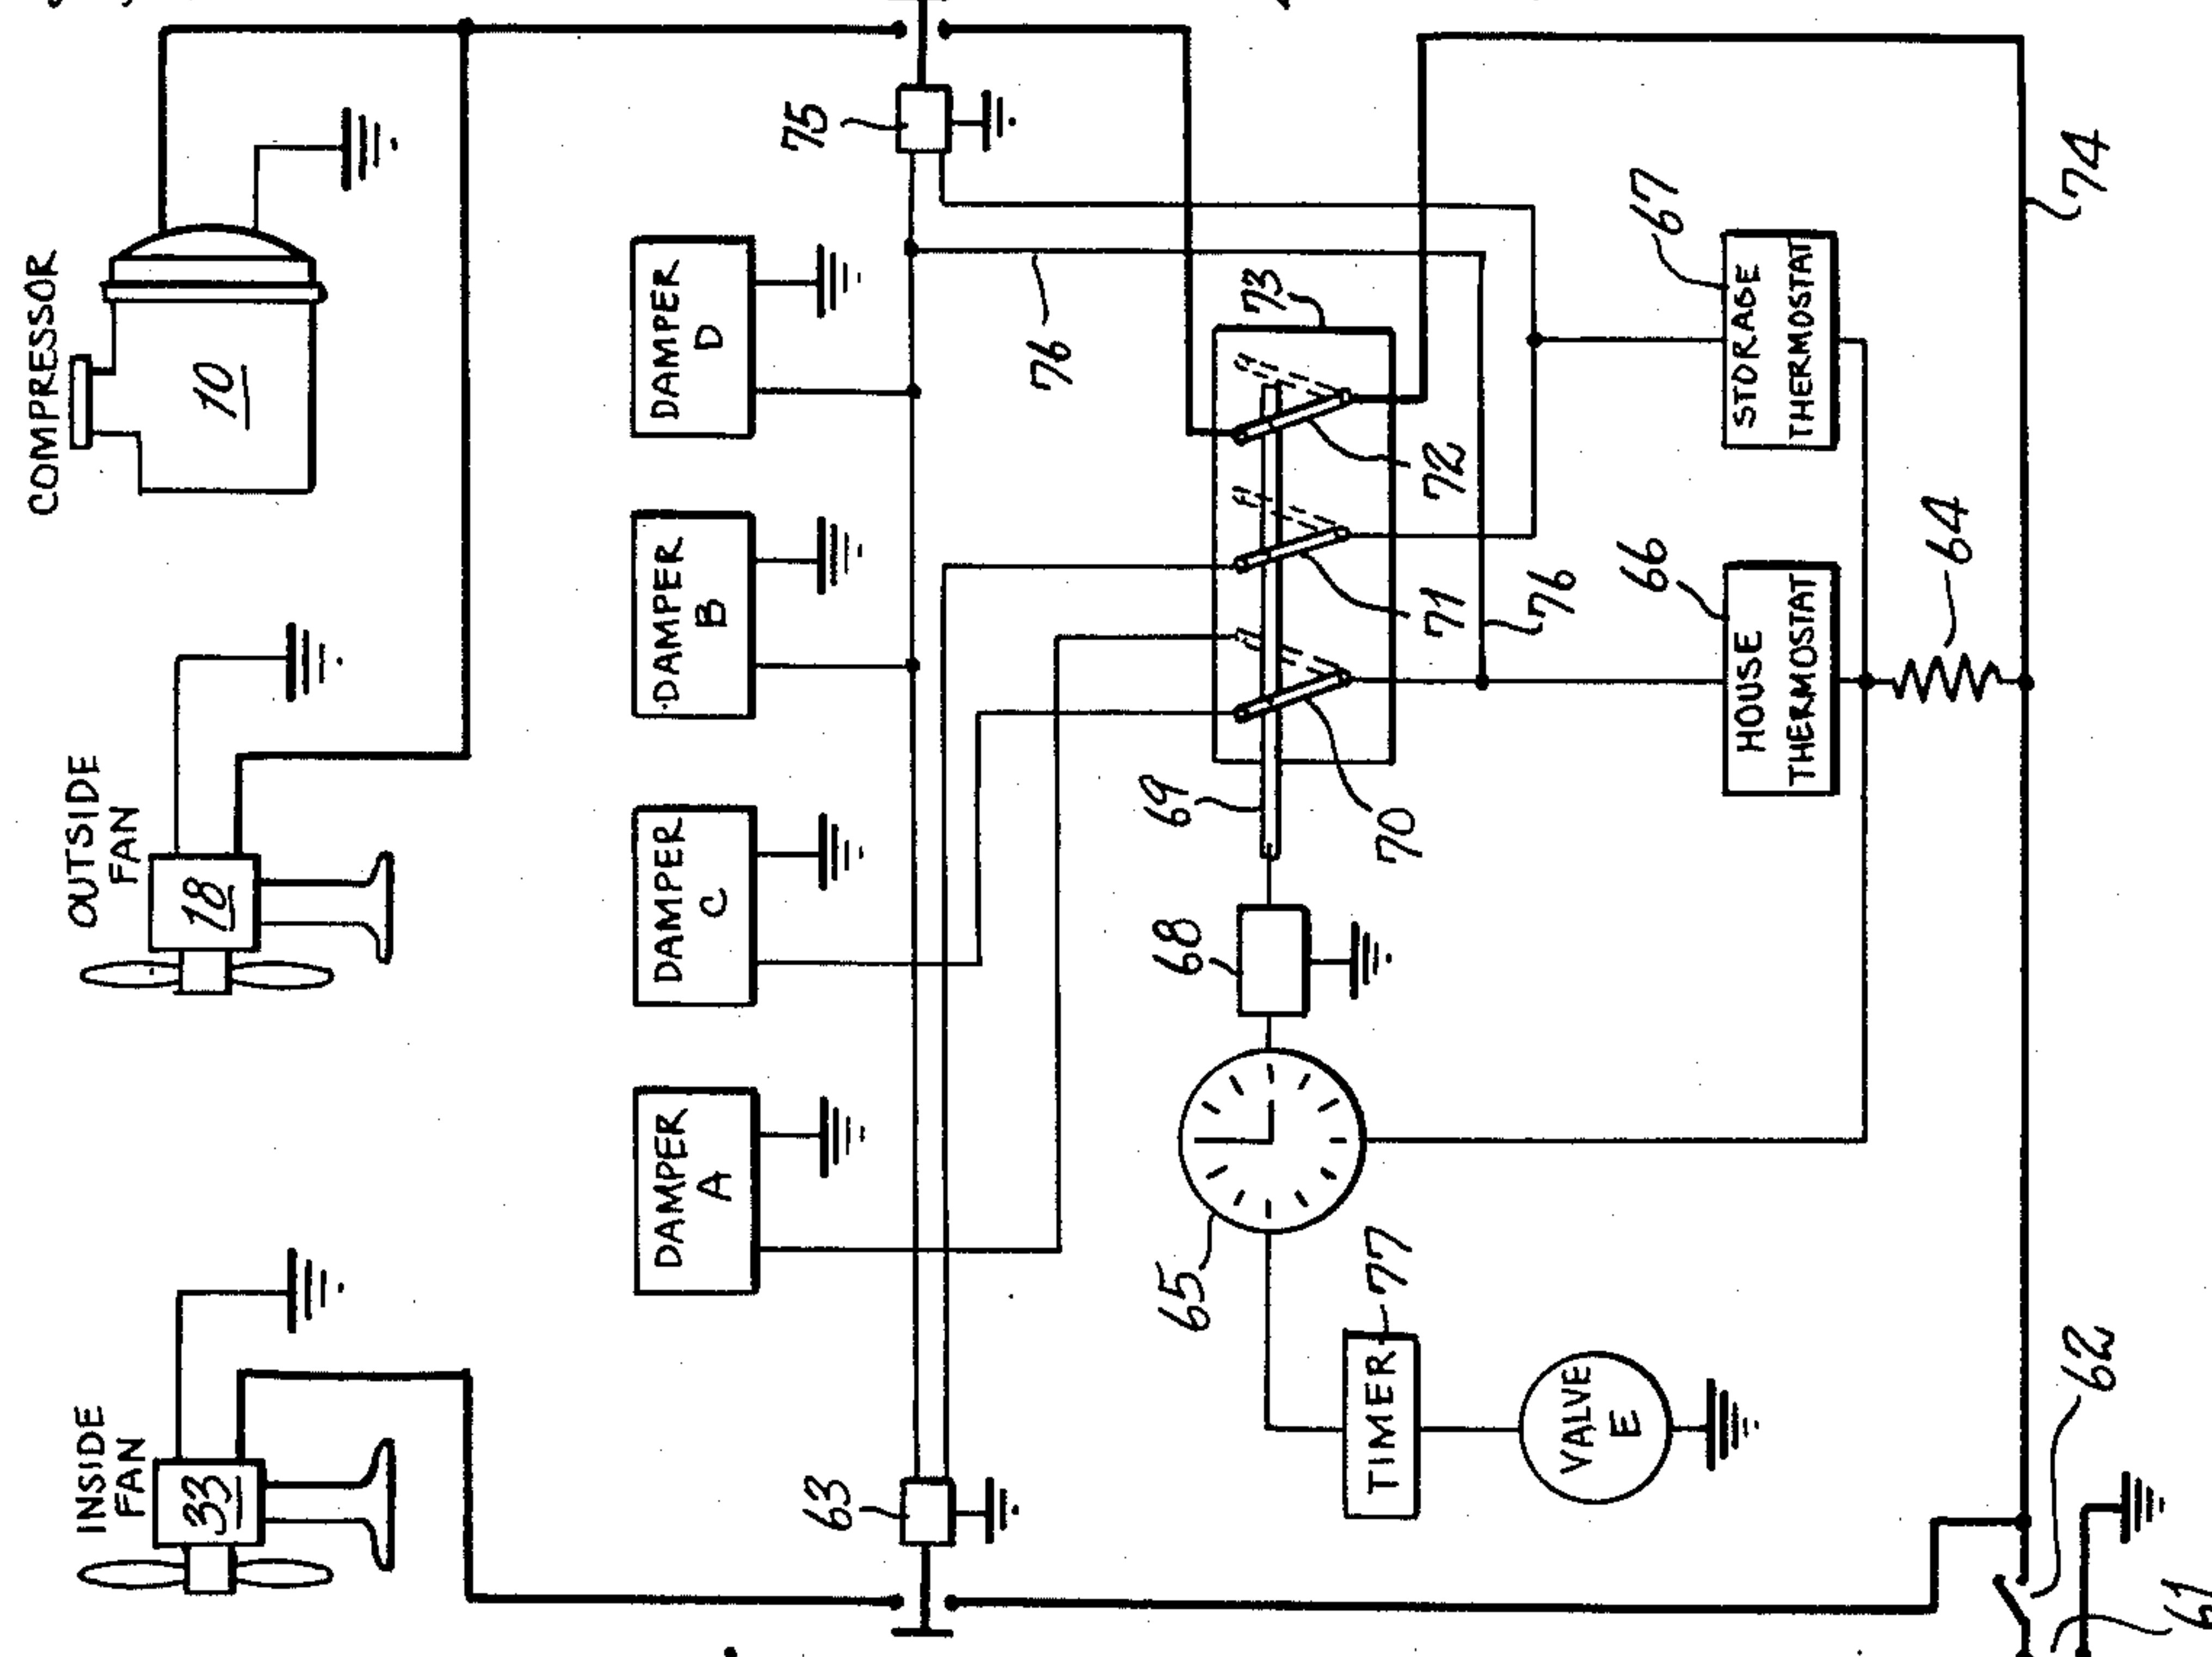 COMPRESSOR
10
OUTSIDE
FAN
18
INSIDE
FAN
33
DAMPER
D
DAMPER
B
DAMPER
C
DAMPER
A
75
63
76
73
72
71
70
69
68
65
76
TIMER
77
VALVE
E
STORAGE
THERMOSTAT
67
HOUSE
THERMOSTAT
66
64
74
62
61